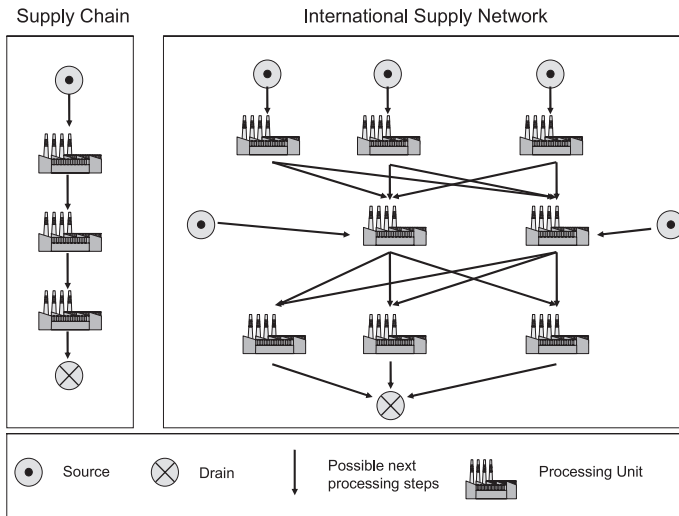 Supply Chain
International Supply Network
Source
Drain
Possible next
processing steps
Processing Unit